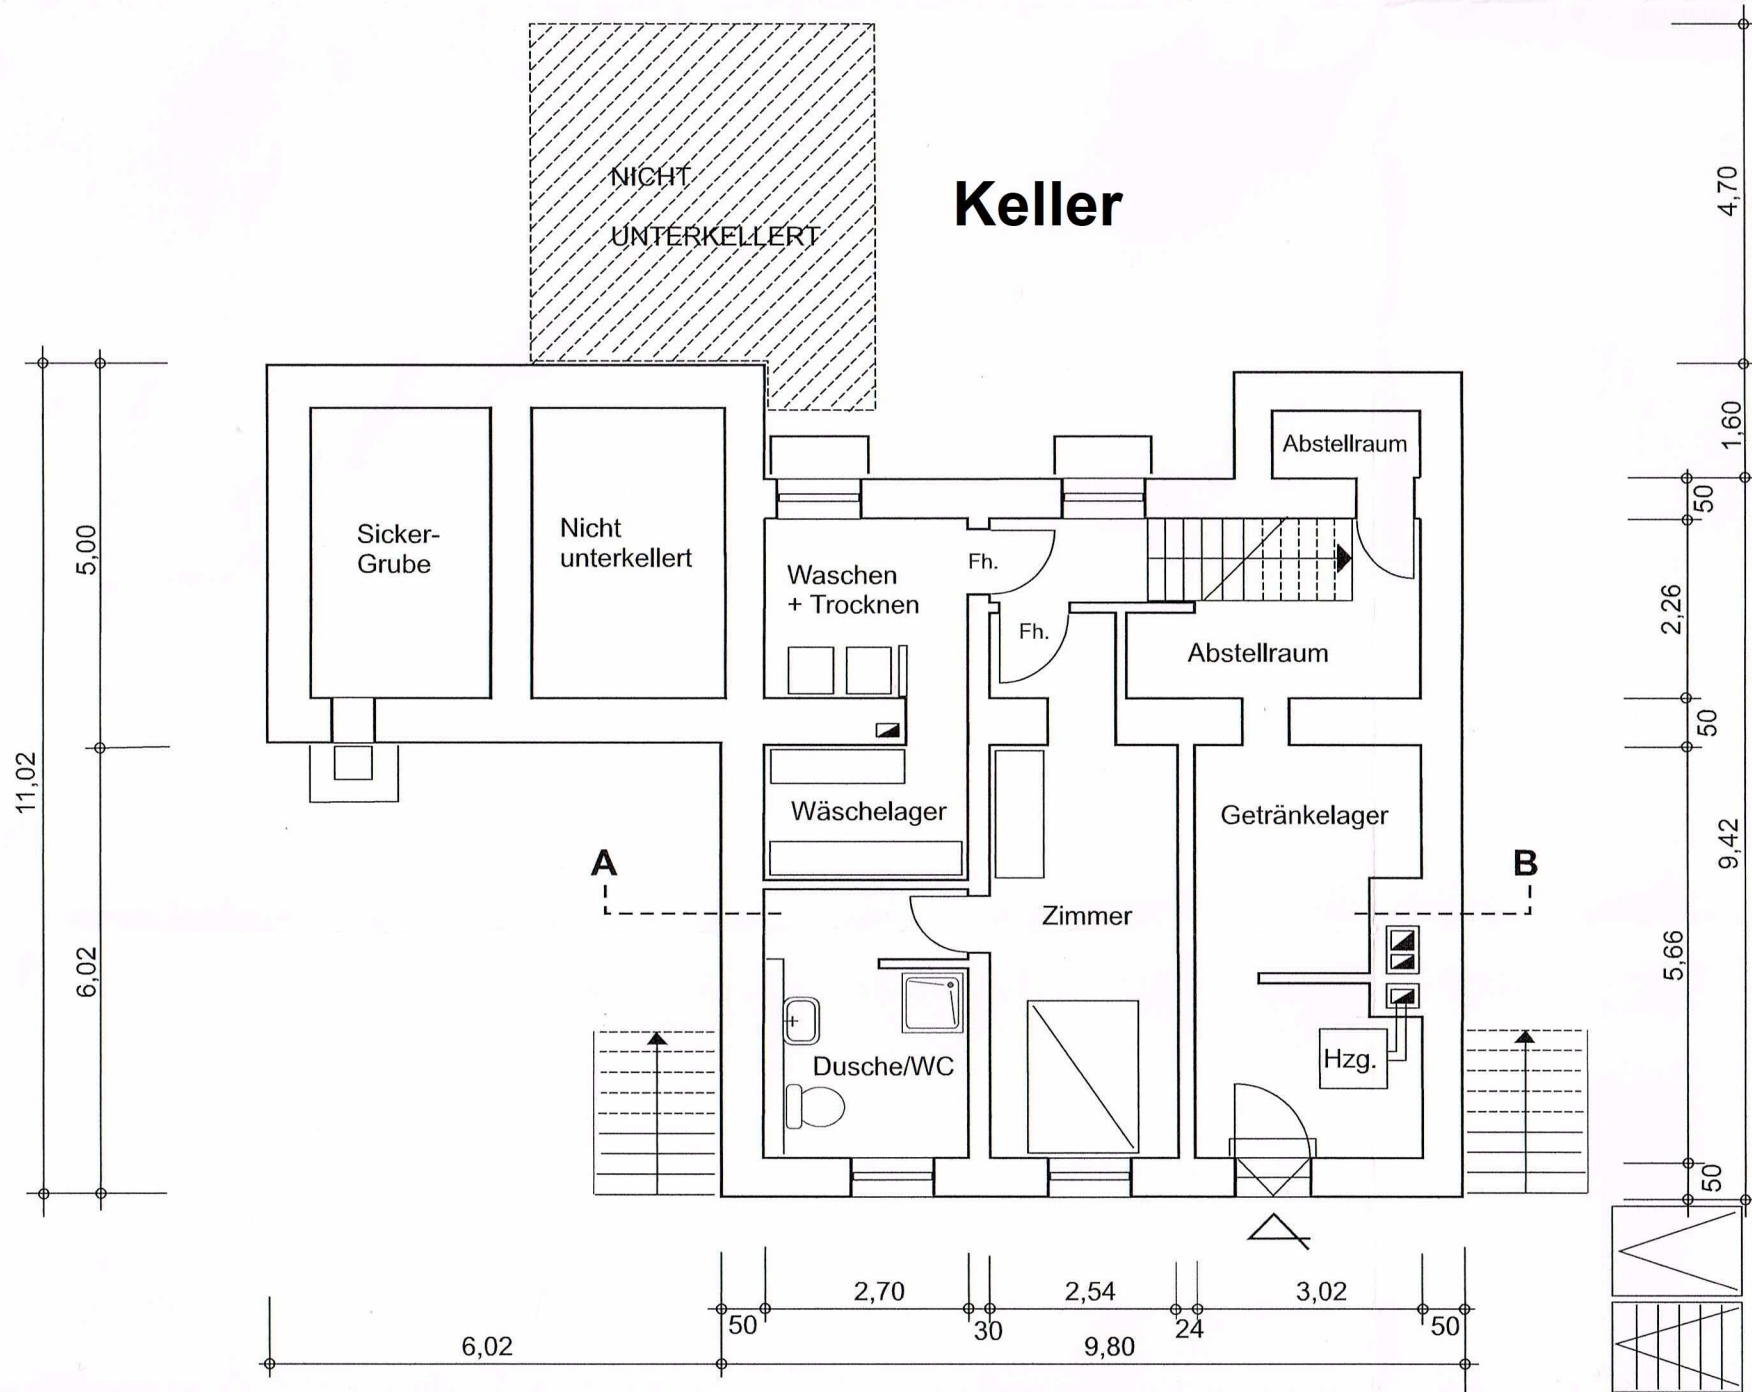 NICHT
UNTERKELLERT
Keller
4,70
1,60
Abstellraum
50
Sicker-
Grube
Nicht
unterkellert
5,00
Waschen
+ Trocknen
Fh.
Fh.
2,26
Abstellraum
50
11,02
Wäschelager
Getränkelager
9,42
A
B
Zimmer
6,02
5,66
Dusche/WC
Hzg.
50
2,70
2,54
3,02
50
30
24
50
6,02
9,80